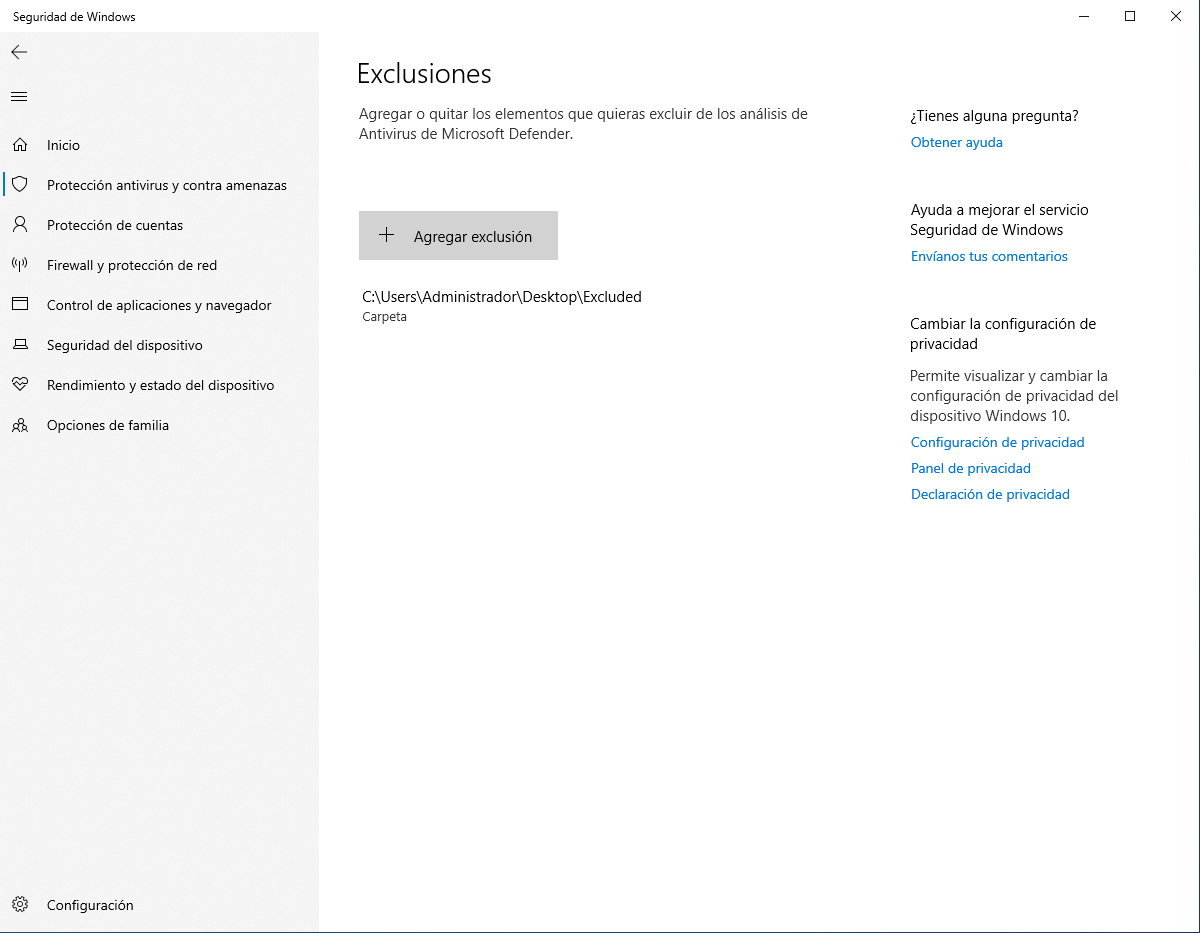 Seguridad de Windows
Inicio
Protección antivirus y contra amenazas
Protección de cuentas
Firewall y protección de red
Control de aplicaciones y navegador
Seguridad del dispositivo
Rendimiento y estado del dispositivo
Opciones de familia
Configuración
Exclusiones
Agregar o quitar los elementos que quieras excluir de los análisis de
Antivirus de Microsoft Defender.
Agregar exclusión
C:\Users\Administrador\Desktop\Excluded
Carpeta
¿Tienes alguna pregunta?
Obtener ayuda
Ayuda a mejorar el servicio
Seguridad de Windows
Envíanos tus comentarios
Cambiar la configuración de
privacidad
Permite visualizar y cambiar la
configuración de privacidad del
dispositivo Windows 10.
Configuración de privacidad
Panel de privacidad
Declaración de privacidad